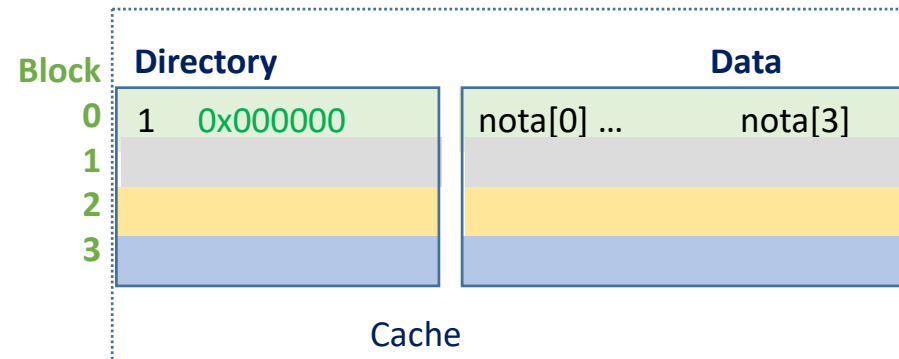 Block Directory Data
0 1 0x000000 nota[0] ... nota[3]
1
2
3
Cache